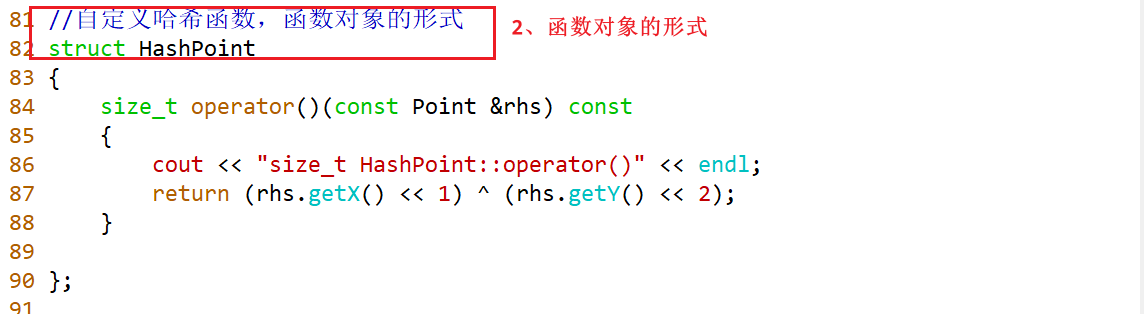 81 //自定义哈希函数，函数对象的形式
2、函数对象的形式
82 struct HashPoint
83 {
84     size_t operator()(const Point &rhs) const
85     {
86         cout << "size_t HashPoint::operator()" << endl;
87         return (rhs.getX() << 1) ^ (rhs.getY() << 2);
88     }
89
90 };
91